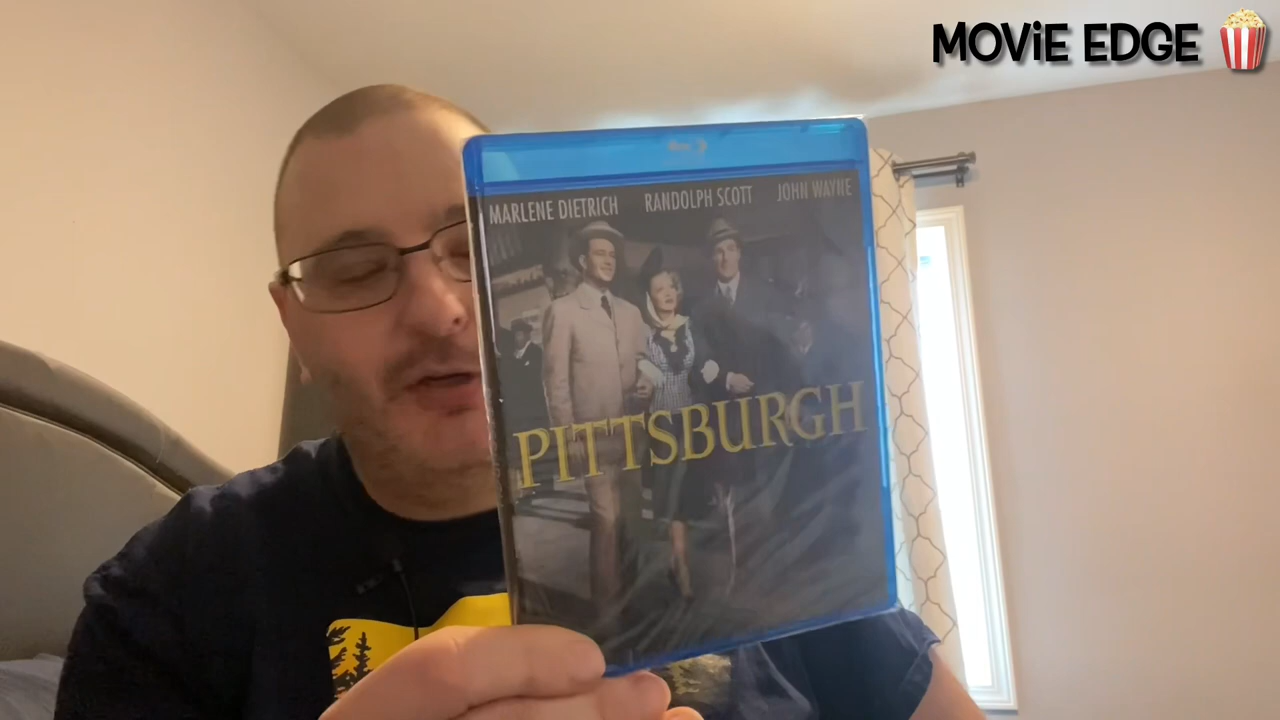 MOViE EDGE
MARLENE DIETRICH RANDOLPH SCOTT JOHN WAYNE
PITTSBURGH